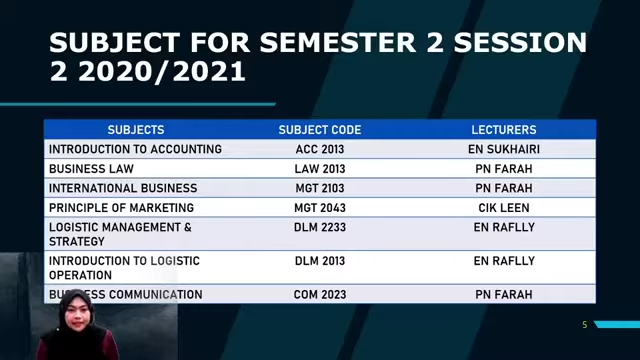 SUBJECT FOR SEMESTER 2 SESSION
2 2020/2021
SUBJECTS SUBJECT CODE LECTURERS
INTRODUCTION TO ACCOUNTING ACC 2013 EN SUKHAIRI
BUSINESS LAW LAW 2013 PN FARAH
INTERNATIONAL BUSINESS MGT 2103 PN FARAH
PRINCIPLE OF MARKETING MGT 2043 CIK LEEN
LOGISTIC MANAGEMENT & DLM 2233 EN RAFLLY
STRATEGY
INTRODUCTION TO LOGISTIC DLM 2013 EN RAFLLY
OPERATION
BUSINESS COMMUNICATION COM 2023 PN FARAH
5